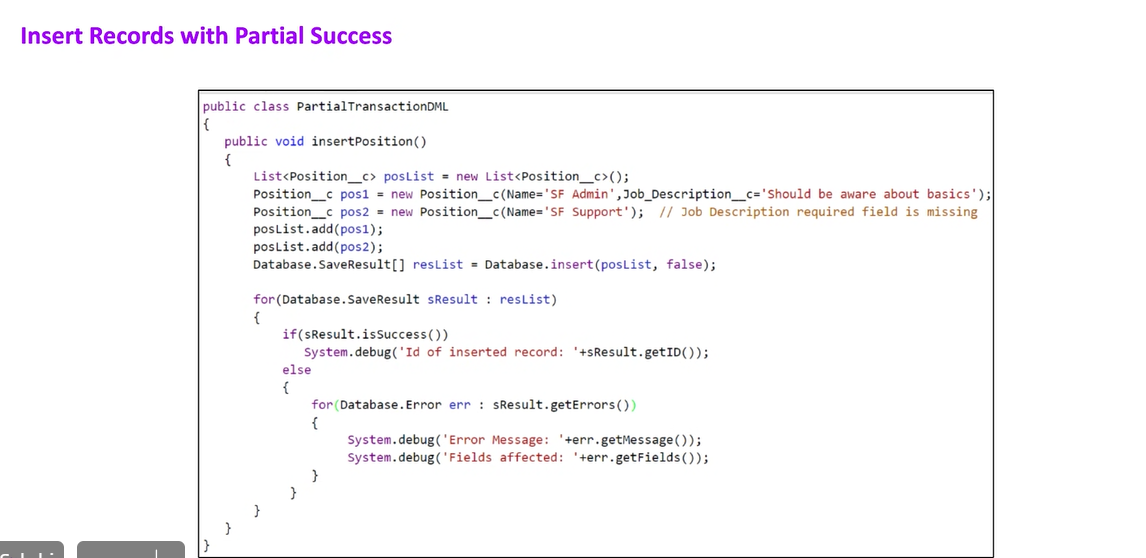 Insert Records with Partial Success
public class PartialTransactionDML
{
public void insertPosition()
{
List<Position__c> posList = new List<Position__c>();
Position__c pos1 = new Position__c(Name='SF Admin',Job_Description__c='Should be aware about basics');
Position__c pos2 = new Position__c(Name='SF Support'); // Job Description required field is missing
posList.add(pos1);
posList.add(pos2);
Database.SaveResult[] resList = Database.insert(posList, false);
for(Database.SaveResult sResult : resList)
{
if(sResult.isSuccess())
System.debug('Id of inserted record: '+sResult.getID());
else
{
for(Database.Error err : sResult.getErrors())
{
System.debug('Error Message: '+err.getMessage());
System.debug('Fields affected: '+err.getFields());
}
}
}
}
}